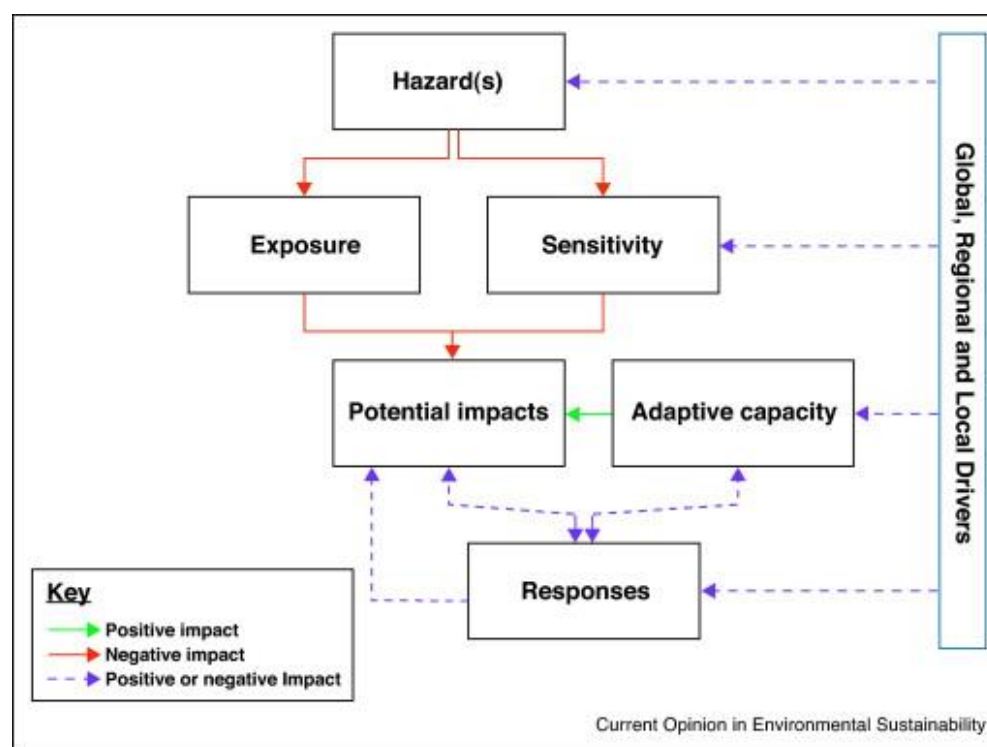 Hazard(s)
Exposure
Sensitivity
Potential impacts
Adaptive capacity
Responses
Global, Regional and Local Drivers
Key
Positive impact
Negative impact
Positive or negative Impact
Current Opinion in Environmental Sustainability